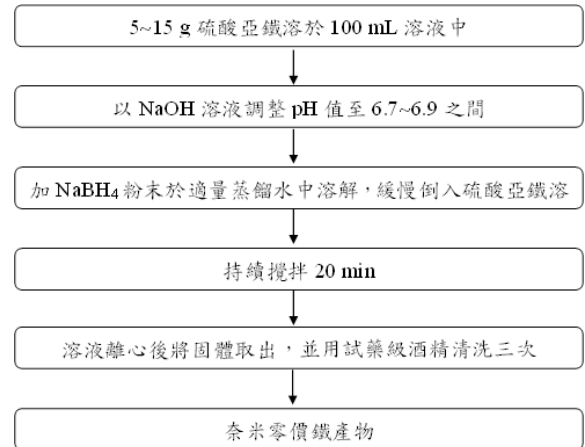 5~15 g 硫酸亞鐵溶於 100 mL 溶液中
以 NaOH 溶液調整 pH 值至 6.7~6.9 之間
加 NaBH4 粉末於適量蒸餾水中溶解，緩慢倒入硫酸亞鐵溶
持續攪拌 20 min
溶液離心後將固體取出，並用試藥級酒精清洗三次
奈米零價鐵產物